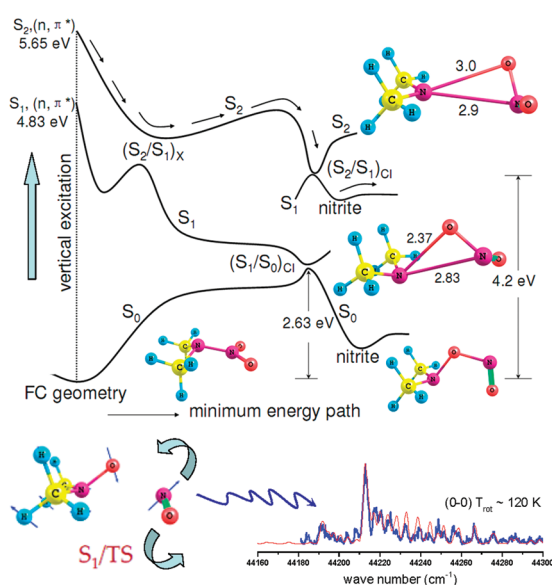 S2,(n, π*)
5.65 eV
S1, (n, π*)
4.83 eV
vertical excitation
S2
S2
(S2/S1)X
(S2/S1)CI
S1
nitrite
S1
(S1/S0)CI
S0
2.63 eV
S0
nitrite
4.2 eV
FC geometry
minimum energy path
3.0
2.9
H
H
H
C
C
N
O
N
O
2.37
2.83
O
N
O
N
C
N
O
O
C
N
O
N
O
H
H
C
N
O
N
O
S1/TS
(0-0) Trot ~ 120 K
44160 44200 44220 44240 44260 44280 44300
wave number (cm-1)